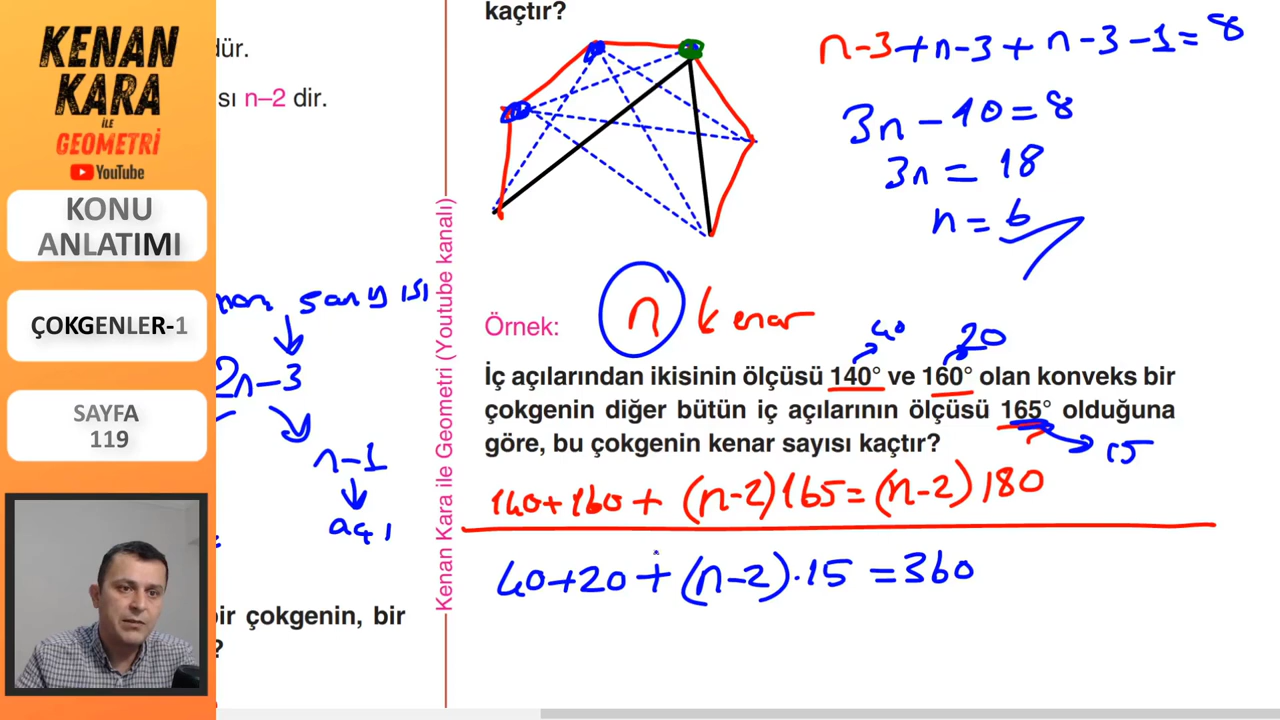 KENAN
KARA
İLE
GEOMETRİ
YouTube
KONU
ANLATIMI
ÇOKGENLER-1
SAYFA
119
dür.
sı n–2 dir.
sayısı
2n-3
n-1
açı
bir çokgenin, bir
?
Kenan Kara ile Geometri (Youtube kanalı)
kaçtır?
n-3+n-3+n-3-1=8
3n-10=8
3n=18
n=6
Örnek:
n kenar
40
20
İç açılarından ikisinin ölçüsü 140° ve 160° olan konveks bir
çokgenin diğer bütün iç açılarının ölçüsü 165° olduğuna
göre, bu çokgenin kenar sayısı kaçtır?
15
140+160+(n-2)165=(n-2)180
40+20+(n-2)·15=360